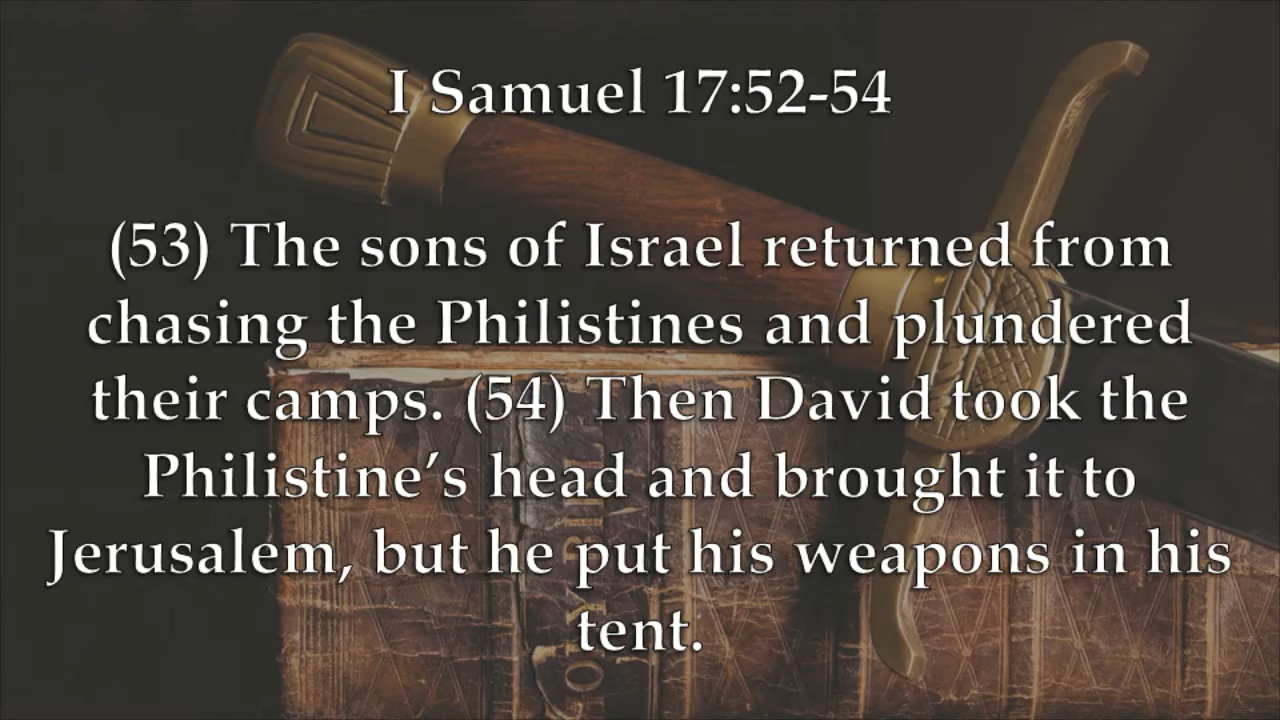 I Samuel 17:52-54
(53) The sons of Israel returned from
chasing the Philistines and plundered
their camps. (54) Then David took the
Philistine’s head and brought it to
Jerusalem, but he put his weapons in his
tent.
HOLY BIBLE